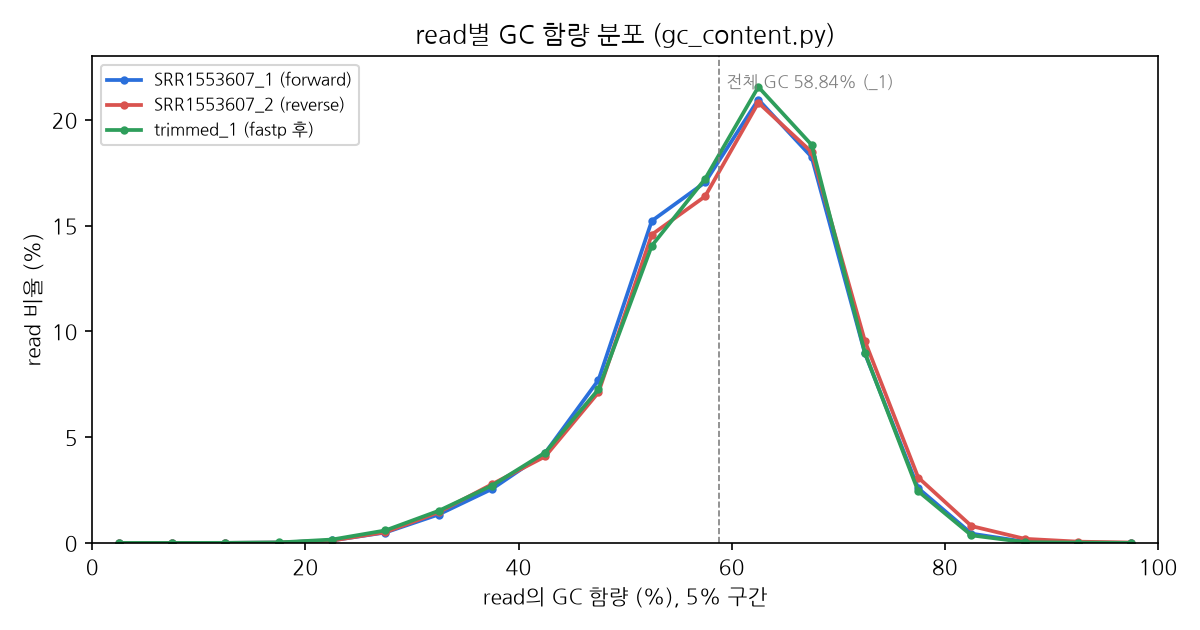 read별 GC 함량 분포 (gc_content.py)
SRR1553607_1 (forward)
SRR1553607_2 (reverse)
trimmed_1 (fastp 후)
전체 GC 58.84% (_1)
read 비율 (%)
20
15
10
5
0
0 20 40 60 80 100
read의 GC 함량 (%), 5% 구간